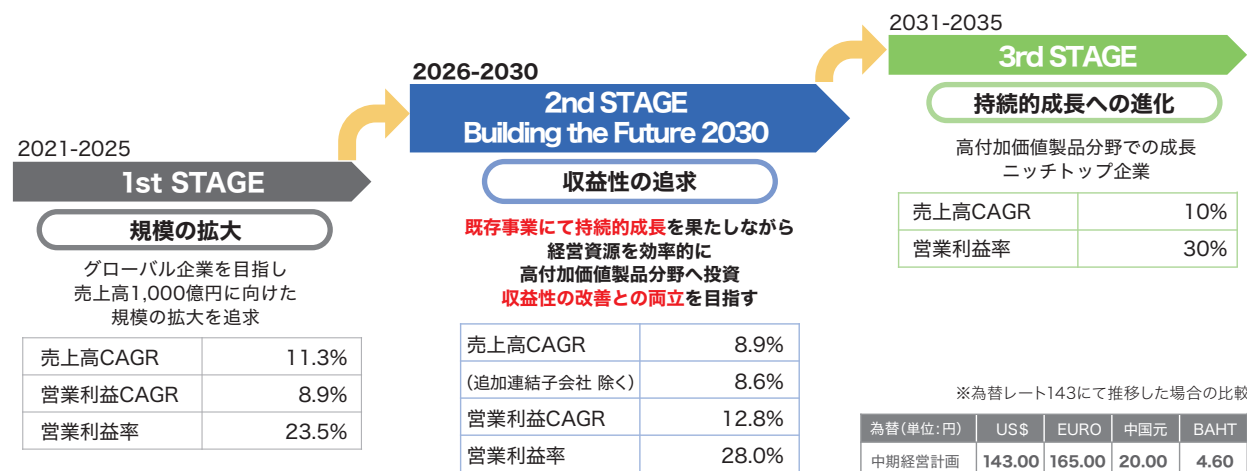 2021-2025
1st STAGE
規模の拡大
グローバル企業を目指し
売上高1,000億円に向けた
規模の拡大を追求
売上高CAGR 11.3%
営業利益CAGR 8.9%
営業利益率 23.5%
2026-2030
2nd STAGE
Building the Future 2030
収益性の追求
既存事業にて持続的成長を果たしながら
経営資源を効率的に
高付加価値製品分野へ投資
収益性の改善との両立を目指す
売上高CAGR 8.9%
(追加連結子会社 除く) 8.6%
営業利益CAGR 12.8%
営業利益率 28.0%
2031-2035
3rd STAGE
持続的成長への進化
高付加価値製品分野での成長
ニッチトップ企業
売上高CAGR 10%
営業利益率 30%
※為替レート143にて推移した場合の比較
為替(単位:円) US$ EURO 中国元 BAHT
中期経営計画 143.00 165.00 20.00 4.60